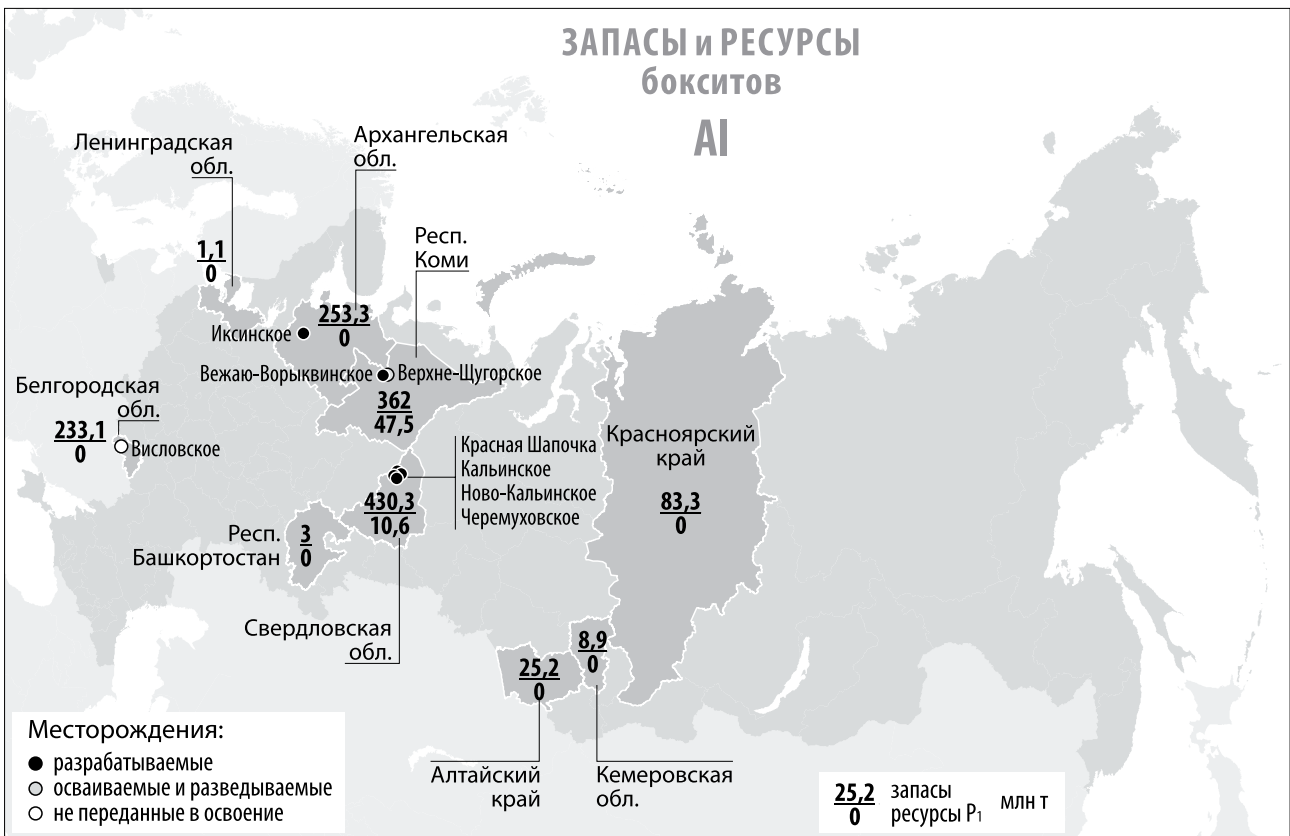 ЗАПАСЫ и РЕСУРСЫ
бокситов
Al
Ленинградская
обл.
Архангельская
обл.
Респ.
Коми
1,1
0
253,3
0
Иксинское
Вежаю-Ворыквинское
Верхне-Щугорское
Белгородская
обл.
362
47,5
233,1
0
Висловское
Красная Шапочка
Кальинское
Ново-Кальинское
Черемуховское
Красноярский
край
83,3
0
430,3
10,6
Респ.
Башкортостан
3
0
Свердловская
обл.
8,9
0
25,2
0
Алтайский
край
Кемеровская
обл.
Месторождения:
разрабатываемые
осваиваемые и разведываемые
не переданные в освоение
25,2
0
запасы
ресурсы P1
млн т